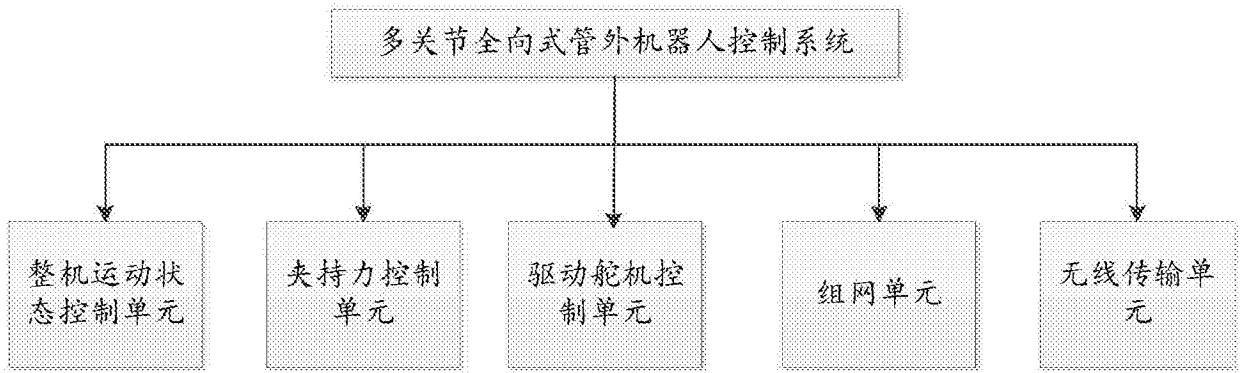 多关节全向式管外机器人控制系统
整机运动状
态控制单元
夹持力控制
单元
驱动舵机控
制单元
组网单元
无线传输单
元